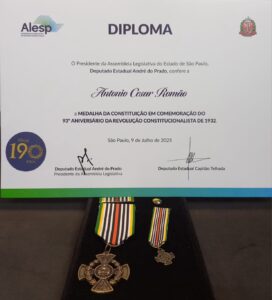 Alesp
DIPLOMA
O Presidente da Assembleia Legislativa do Estado de São Paulo,
Deputado Estadual André do Prado, confere a
Antonio Cesar Romão
a MEDALHA DA CONSTITUIÇÃO EM COMEMORAÇÃO DO
93º ANIVERSÁRIO DA REVOLUÇÃO CONSTITUCIONALISTA DE 1932.
São Paulo, 9 de Julho de 2025
190
Deputado Estadual André do Prado
Presidente da Assembleia Legislativa
Deputado Estadual Capitão Telhada